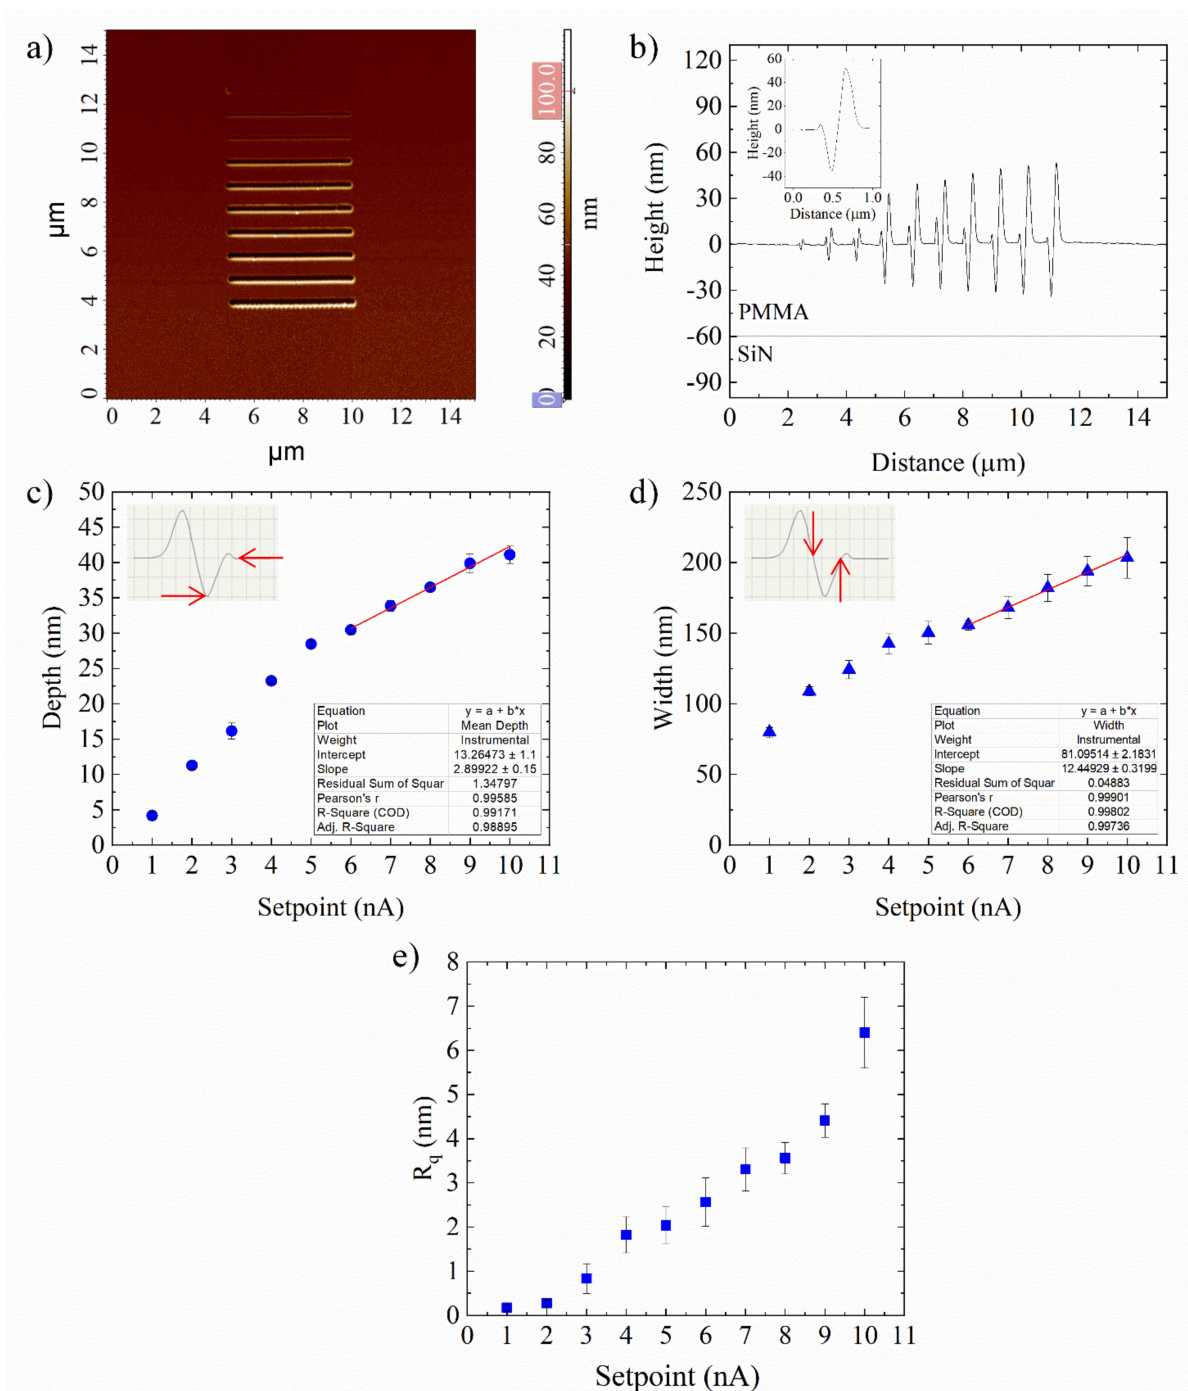 a)
14
12
10
8
6
4
2
0
μm
0 2 4 6 8 10 12 14
μm
100.0
80
60
40
20
0
nm
b)
120
90
60
30
0
-30
-60
-90
Height (nm)
PMMA
SiN
0 2 4 6 8 10 12 14
Distance (μm)
60
40
20
0
-20
-40
Height (nm)
0.0 0.5 1.0
Distance (μm)
c)
50
45
40
35
30
25
20
15
10
5
0
Depth (nm)
Equation y = a + b*x
Plot Mean Depth
Weight Instrumental
Intercept 13.26473 ± 1.1
Slope 2.89922 ± 0.15
Residual Sum of Squar 1.34797
Pearson's r 0.99585
R-Square (COD) 0.99171
Adj. R-Square 0.98895
0 1 2 3 4 5 6 7 8 9 10 11
Setpoint (nA)
d)
250
200
150
100
50
0
Width (nm)
Equation y = a + b*x
Plot Width
Weight Instrumental
Intercept 81.09514 ± 2.1831
Slope 12.44929 ± 0.3199
Residual Sum of Squar 0.04883
Pearson's r 0.99901
R-Square (COD) 0.99802
Adj. R-Square 0.99736
0 1 2 3 4 5 6 7 8 9 10 11
Setpoint (nA)
e)
8
7
6
5
4
3
2
1
0
Rq (nm)
0 1 2 3 4 5 6 7 8 9 10 11
Setpoint (nA)